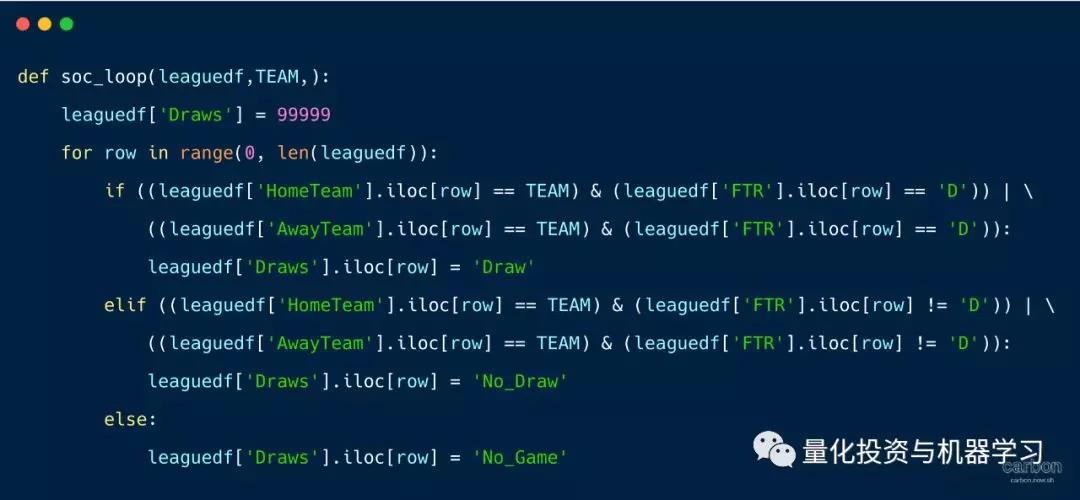 def soc_loop(leaguedf,TEAM,):
    leaguedf['Draws'] = 99999
    for row in range(0, len(leaguedf)):
        if ((leaguedf['HomeTeam'].iloc[row] == TEAM) & (leaguedf['FTR'].iloc[row] == 'D')) | \
            ((leaguedf['AwayTeam'].iloc[row] == TEAM) & (leaguedf['FTR'].iloc[row] == 'D')):
            leaguedf['Draws'].iloc[row] = 'Draw'
        elif ((leaguedf['HomeTeam'].iloc[row] == TEAM) & (leaguedf['FTR'].iloc[row] != 'D')) | \
            ((leaguedf['AwayTeam'].iloc[row] == TEAM) & (leaguedf['FTR'].iloc[row] != 'D')):
            leaguedf['Draws'].iloc[row] = 'No_Draw'
        else:
            leaguedf['Draws'].iloc[row] = 'No_Game'
量化投资与机器学习
carbon
carbon.now.sh